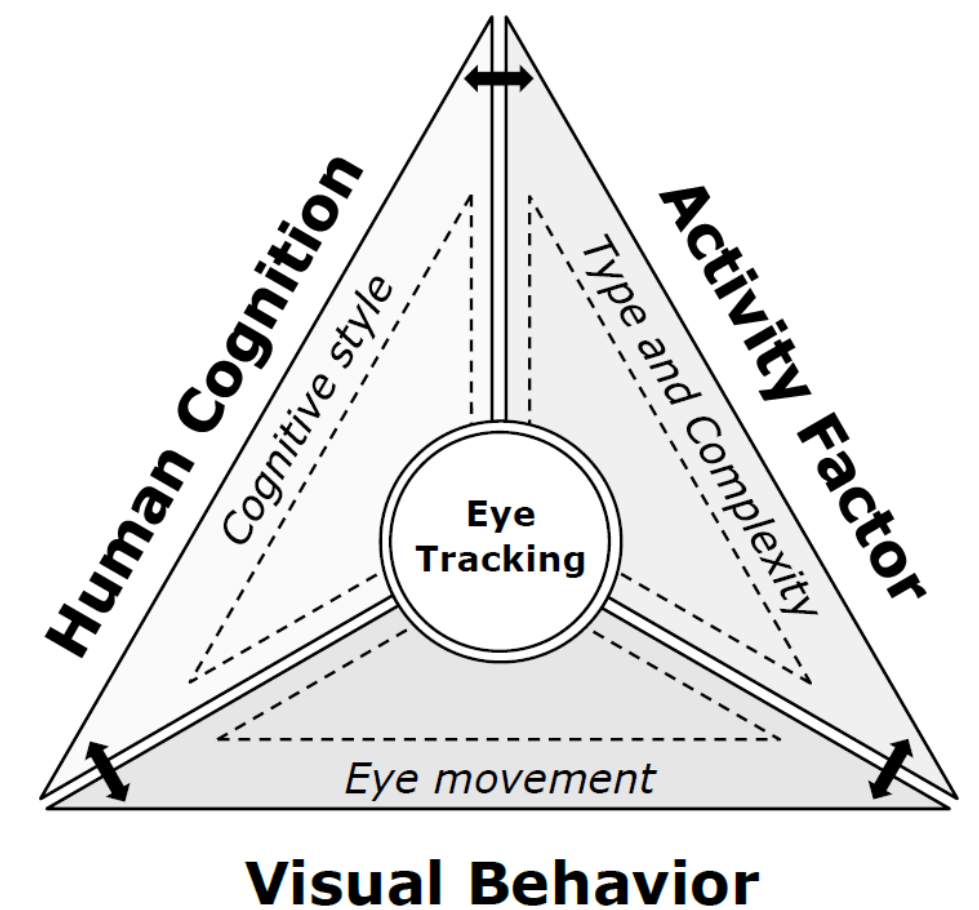 Human Cognition
Cognitive style
Activity Factor
Type and Complexity
Eye
Tracking
Eye movement
Visual Behavior